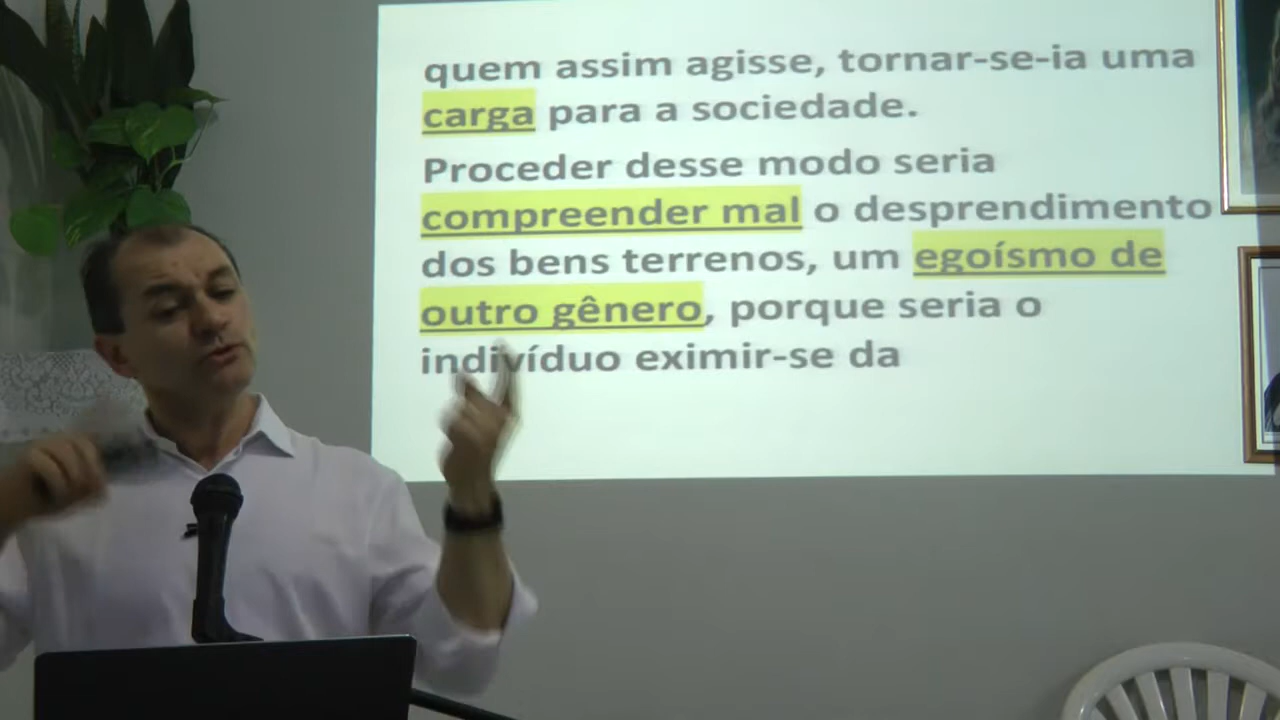 quem assim agisse, tornar-se-ia uma
carga para a sociedade.
Proceder desse modo seria
compreender mal o desprendimento
dos bens terrenos, um egoísmo de
outro gênero, porque seria o
indivíduo eximir-se da